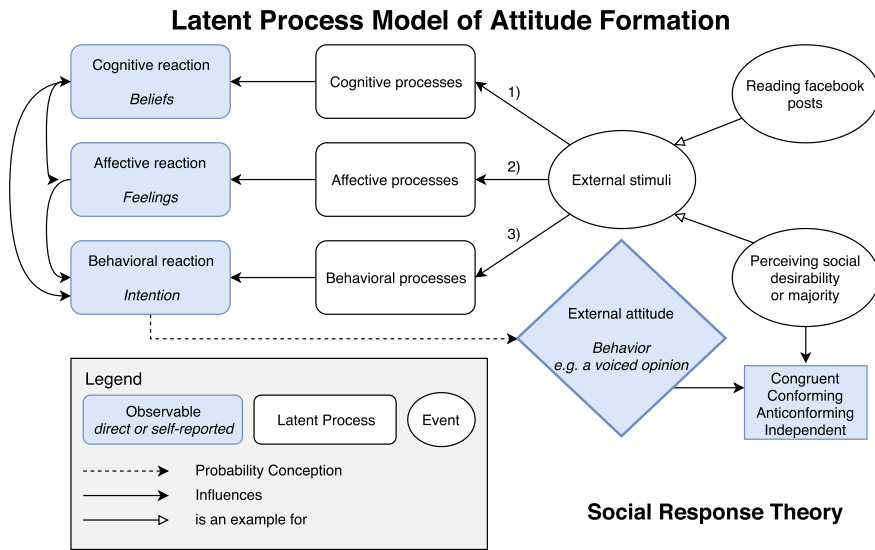 Latent Process Model of Attitude Formation
Cognitive reaction
Beliefs
Cognitive processes
1)
Reading facebook
posts
Affective reaction
Feelings
Affective processes
2)
External stimuli
3)
Behavioral reaction
Intention
Behavioral processes
Perceiving social
desirability
or majority
External attitude
Behavior
e.g. a voiced opinion
Congruent
Conforming
Anticonforming
Independent
Legend
Observable
direct or self-reported
Latent Process
Event
Probability Conception
Influences
is an example for
Social Response Theory